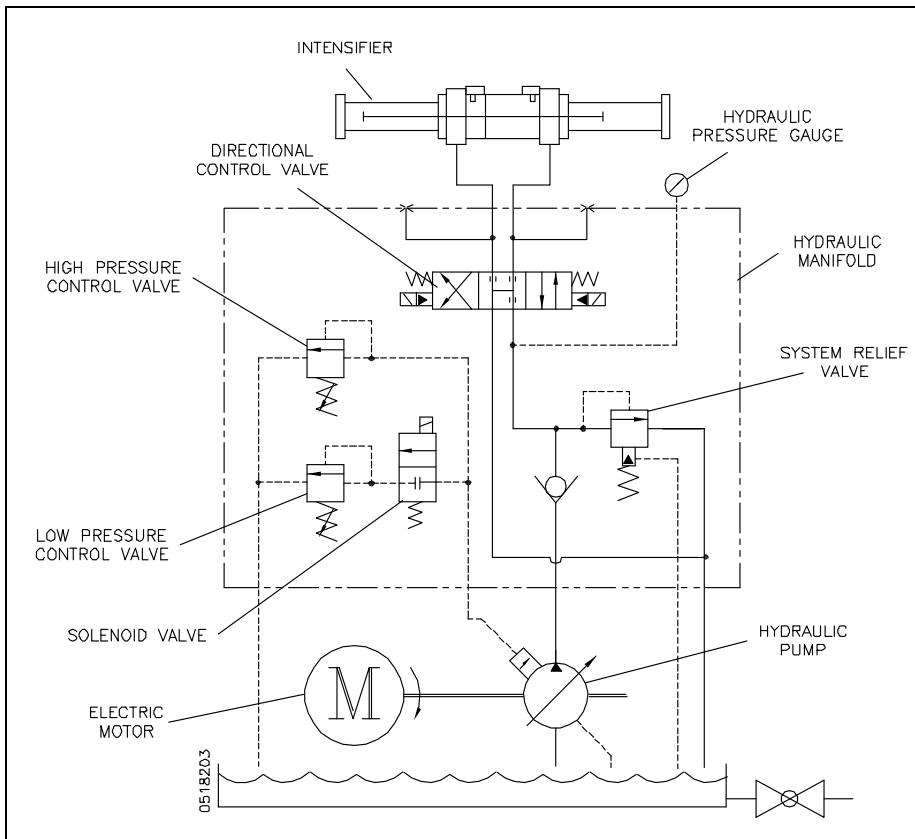 INTENSIFIER
HYDRAULIC
PRESSURE GAUGE
DIRECTIONAL
CONTROL VALVE
HYDRAULIC
MANIFOLD
HIGH PRESSURE
CONTROL VALVE
SYSTEM RELIEF
VALVE
LOW PRESSURE
CONTROL VALVE
SOLENOID VALVE
HYDRAULIC
PUMP
M
ELECTRIC
MOTOR
0518203